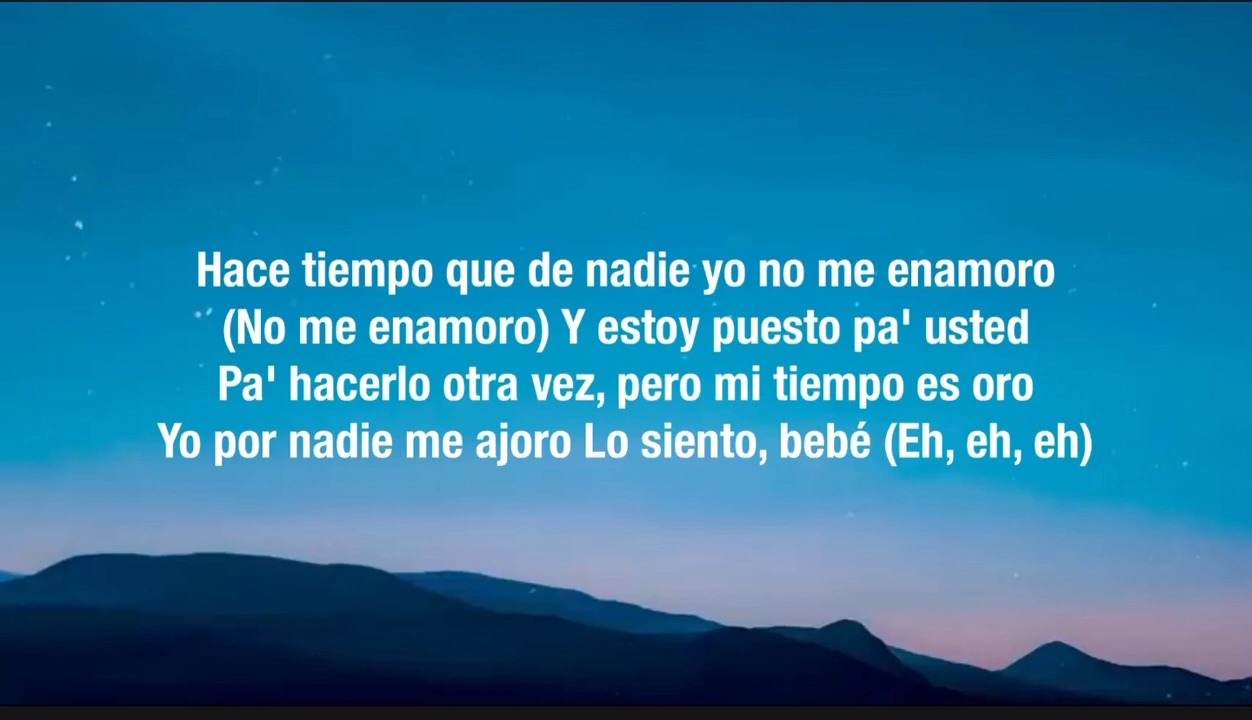 Hace tiempo que de nadie yo no me enamoro
(No me enamoro) Y estoy puesto pa' usted
Pa' hacerlo otra vez, pero mi tiempo es oro
Yo por nadie me ajoro Lo siento, bebé (Eh, eh, eh)